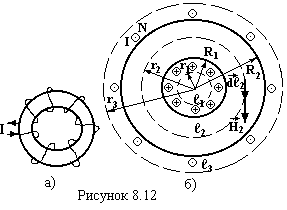 I N
R₁
r₂
r₁
R₂
r₃
ℓ₁
dℓ₂
ℓ₂
H₂
ℓ₃
I
а) б)
Рисунок 8.12